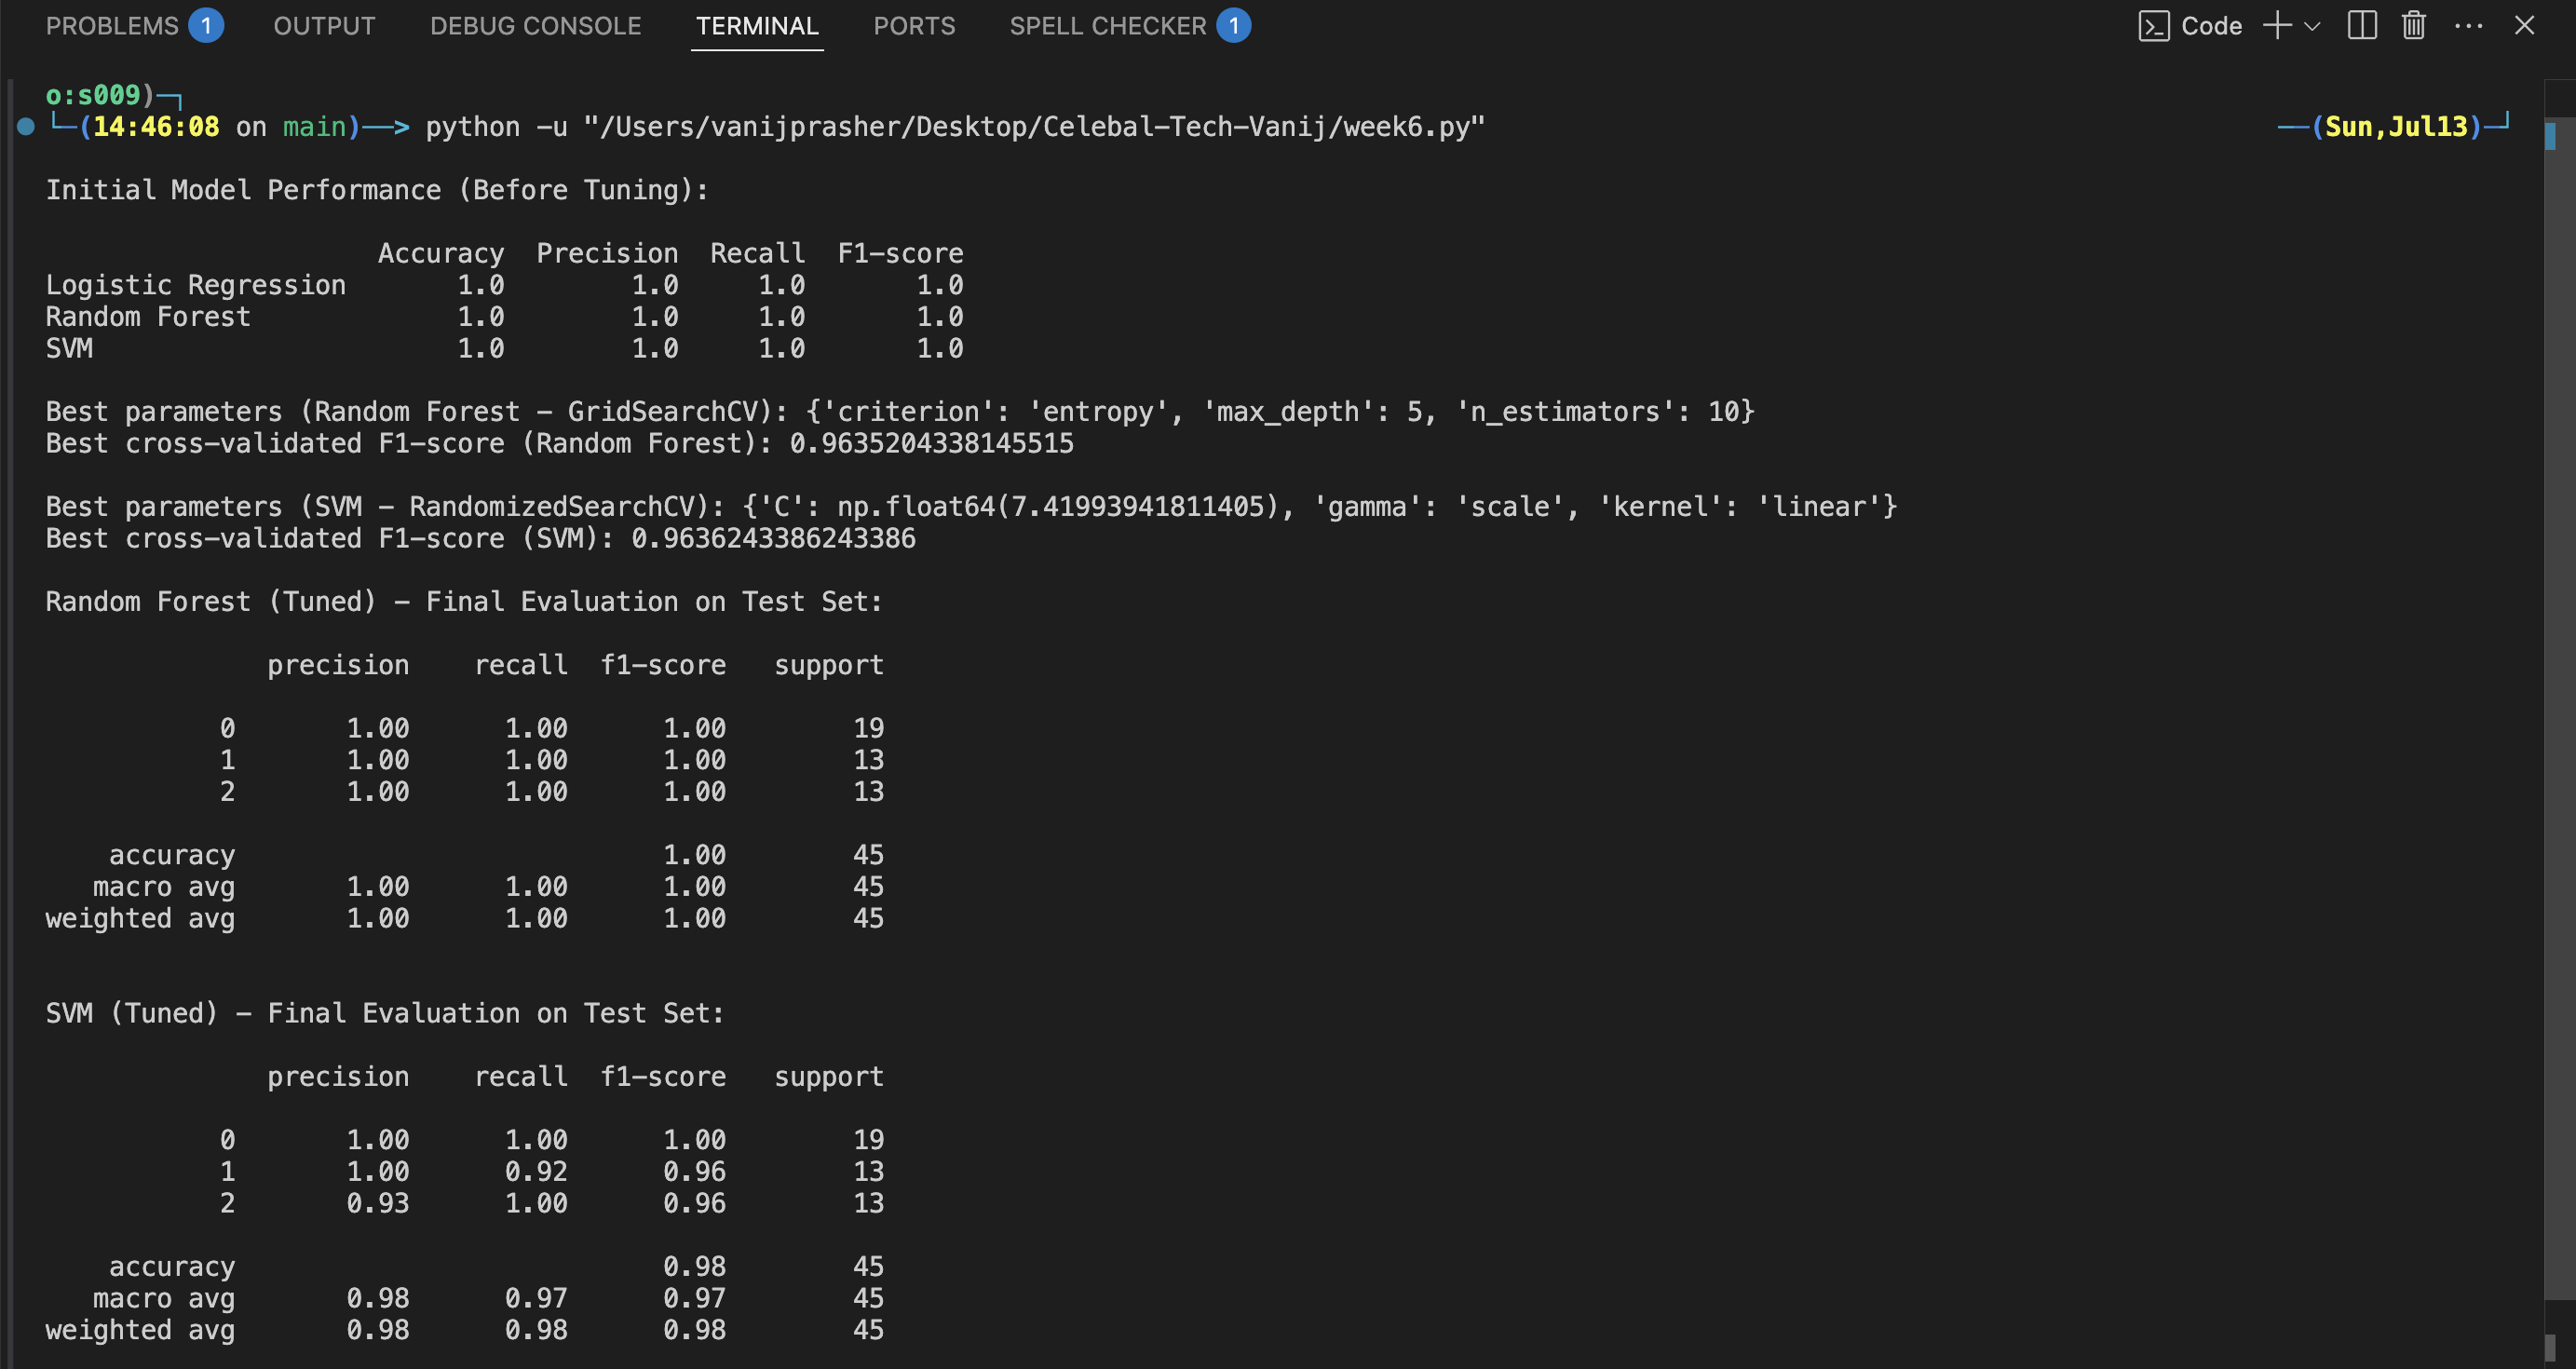 PROBLEMS 1 OUTPUT DEBUG CONSOLE TERMINAL PORTS SPELL CHECKER 1 Code
o:s009)─┐
└─(14:46:08 on main)──> python -u "/Users/vanijprasher/Desktop/Celebal-Tech-Vanij/week6.py" ──(Sun,Jul13)─┘
Initial Model Performance (Before Tuning):
Accuracy Precision Recall F1-score
Logistic Regression 1.0 1.0 1.0 1.0
Random Forest 1.0 1.0 1.0 1.0
SVM 1.0 1.0 1.0 1.0
Best parameters (Random Forest - GridSearchCV): {'criterion': 'entropy', 'max_depth': 5, 'n_estimators': 10}
Best cross-validated F1-score (Random Forest): 0.9635204338145515
Best parameters (SVM - RandomizedSearchCV): {'C': np.float64(7.41993941811405), 'gamma': 'scale', 'kernel': 'linear'}
Best cross-validated F1-score (SVM): 0.9636243386243386
Random Forest (Tuned) - Final Evaluation on Test Set:
precision recall f1-score support
0 1.00 1.00 1.00 19
1 1.00 1.00 1.00 13
2 1.00 1.00 1.00 13
accuracy 1.00 45
macro avg 1.00 1.00 1.00 45
weighted avg 1.00 1.00 1.00 45
SVM (Tuned) - Final Evaluation on Test Set:
precision recall f1-score support
0 1.00 1.00 1.00 19
1 1.00 0.92 0.96 13
2 0.93 1.00 0.96 13
accuracy 0.98 45
macro avg 0.98 0.97 0.97 45
weighted avg 0.98 0.98 0.98 45